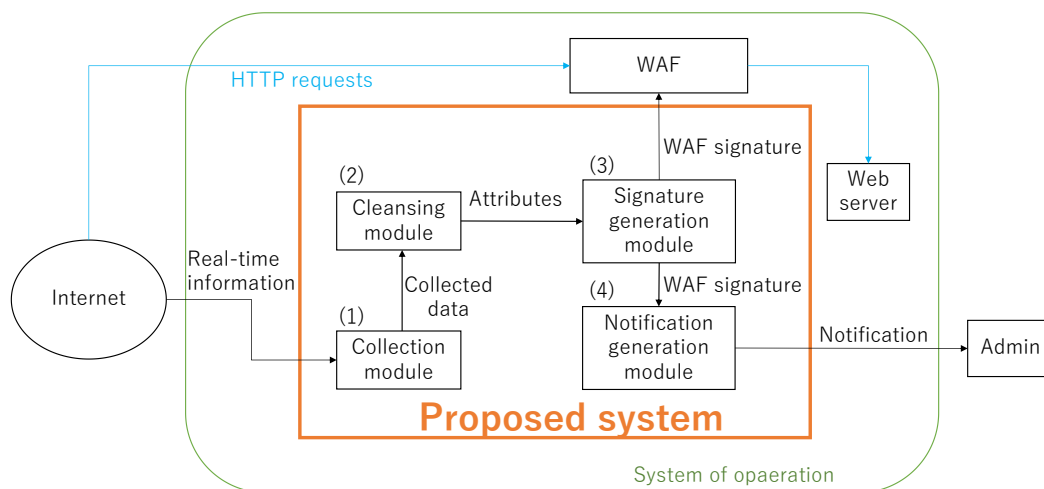 WAF
HTTP requests
WAF signature
(2)
(3)
Cleansing
module
Attributes
Signature
generation
module
Web
server
Real-time
information
Internet
Collected
data
WAF signature
(1)
(4)
Collection
module
Notification
generation
module
Notification
Admin
Proposed system
System of opaeration